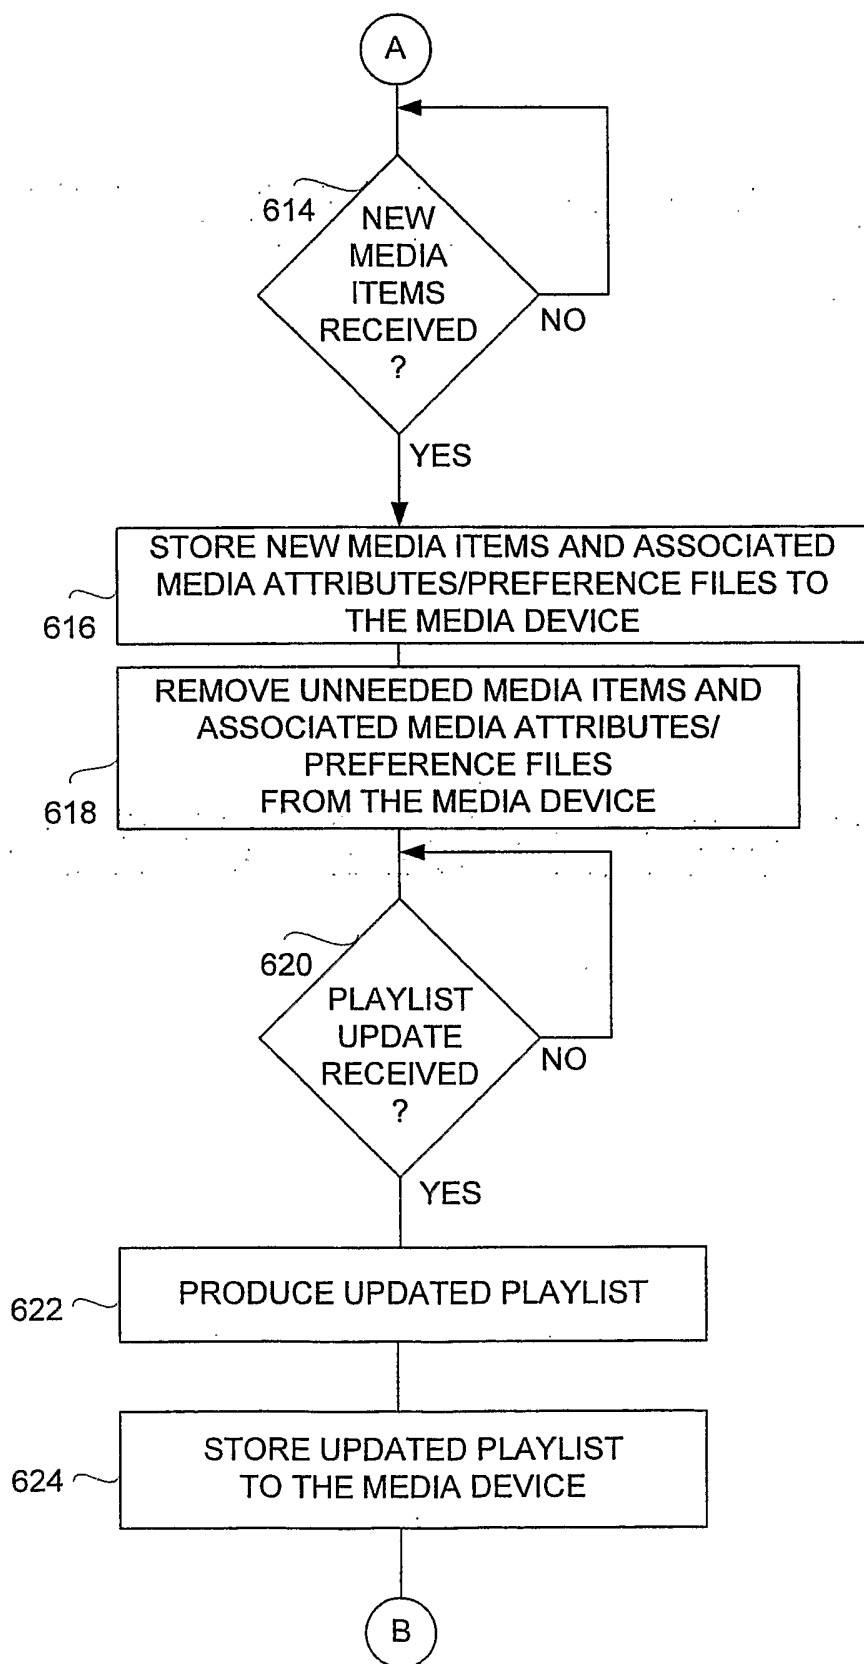 A
614
NEW
MEDIA
ITEMS
RECEIVED
?
NO
YES
STORE NEW MEDIA ITEMS AND ASSOCIATED
MEDIA ATTRIBUTES/PREFERENCE FILES TO
THE MEDIA DEVICE
616
REMOVE UNNEEDED MEDIA ITEMS AND
ASSOCIATED MEDIA ATTRIBUTES/
PREFERENCE FILES
FROM THE MEDIA DEVICE
618
620
PLAYLIST
UPDATE
RECEIVED
?
NO
YES
PRODUCE UPDATED PLAYLIST
622
STORE UPDATED PLAYLIST
TO THE MEDIA DEVICE
624
B